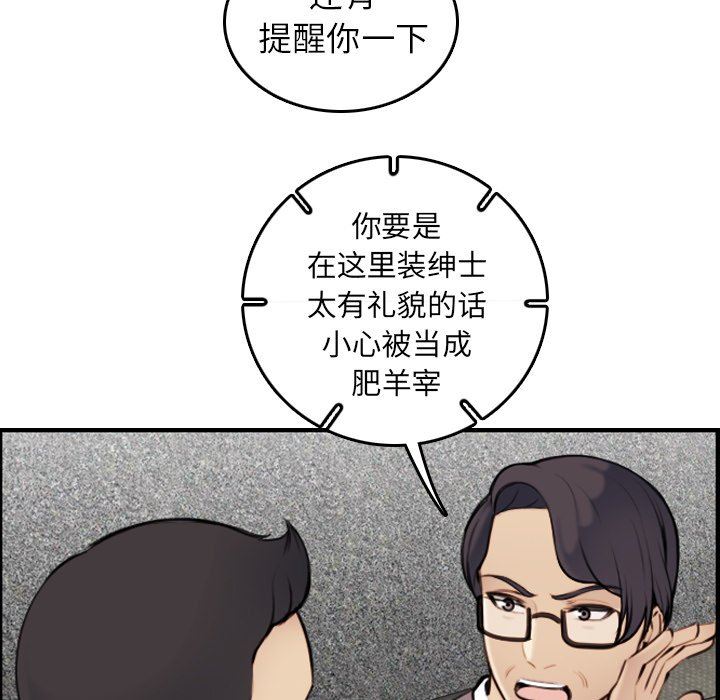 提醒你一下
你要是
在这里装绅士
太有礼貌的话
小心被当成
肥羊宰